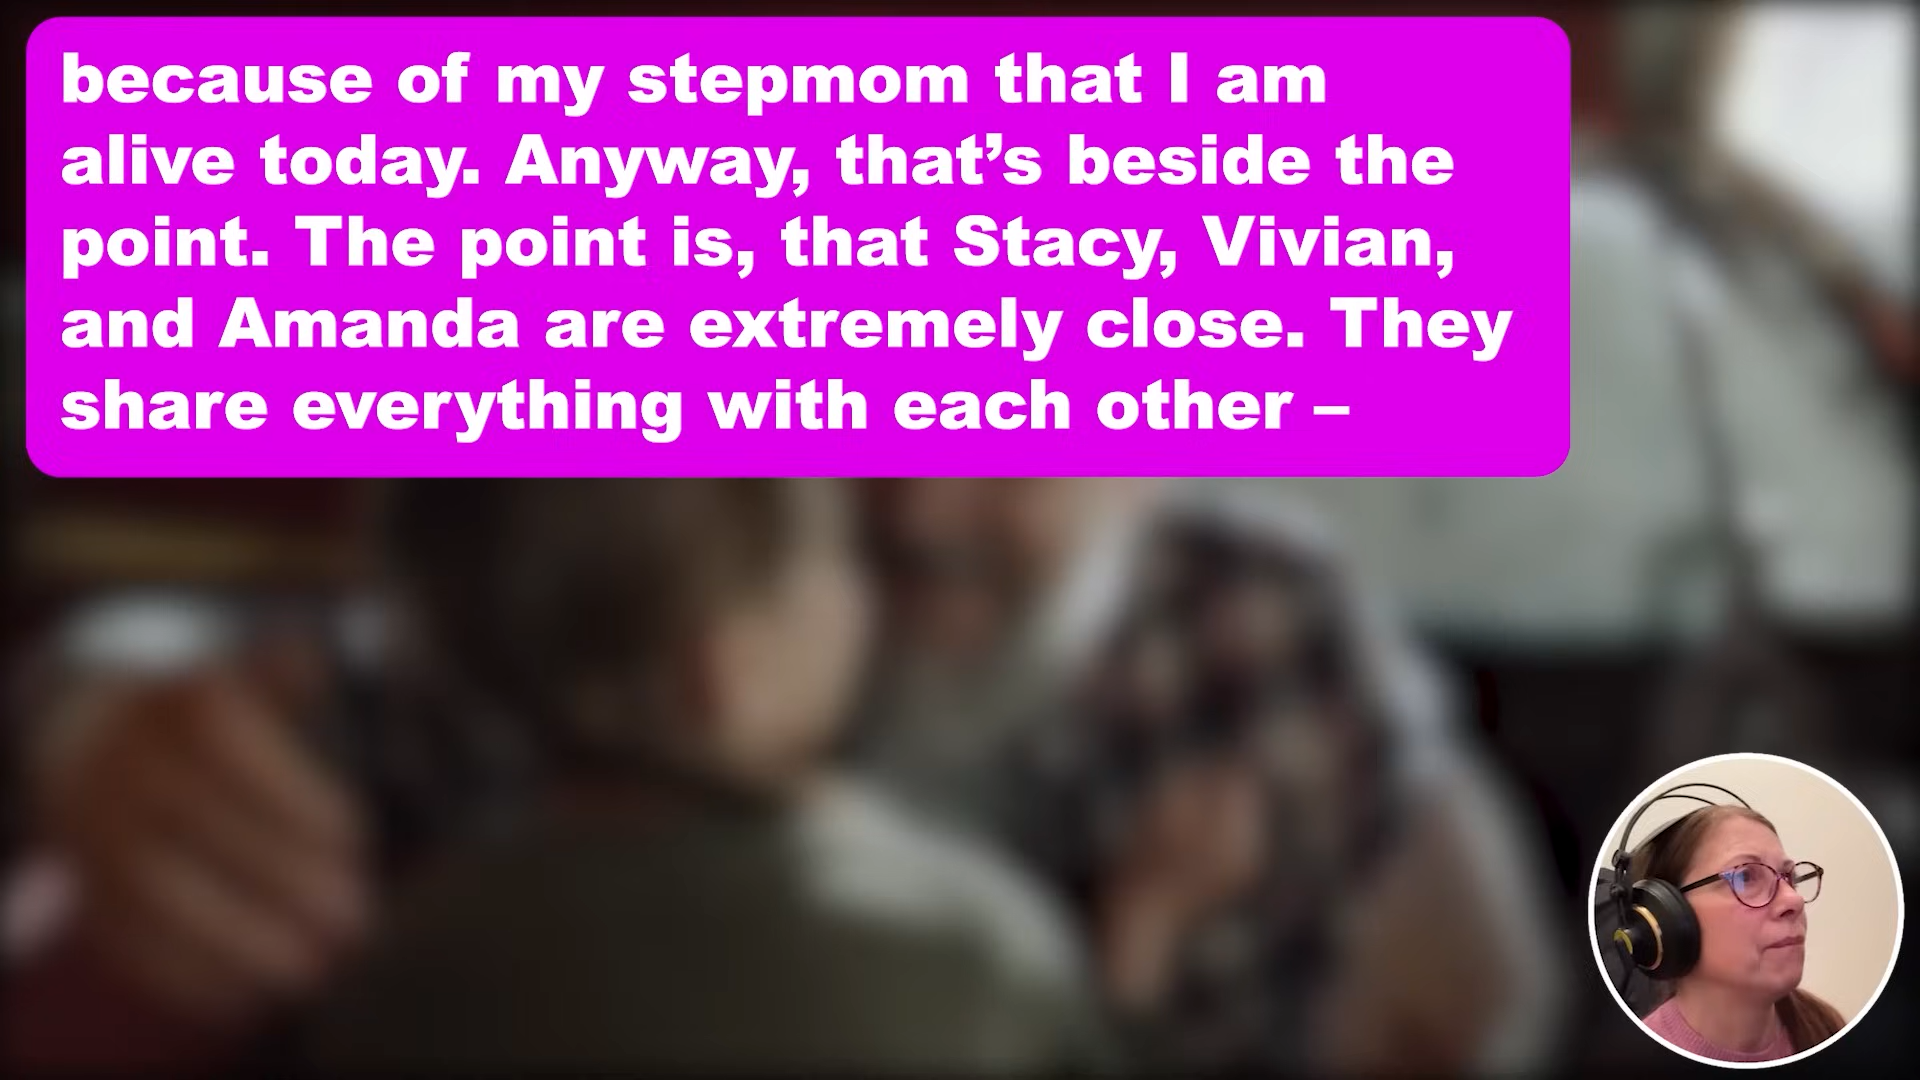 because of my stepmom that I am
alive today. Anyway, that’s beside the
point. The point is, that Stacy, Vivian,
and Amanda are extremely close. They
share everything with each other –